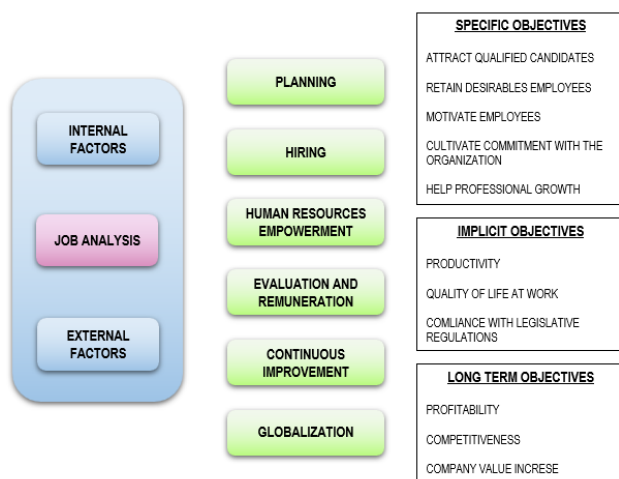 INTERNAL
FACTORS
JOB ANALYSIS
EXTERNAL
FACTORS
PLANNING
HIRING
HUMAN RESOURCES
EMPOWERMENT
EVALUATION AND
REMUNERATION
CONTINUOUS
IMPROVEMENT
GLOBALIZATION
SPECIFIC OBJECTIVES
ATTRACT QUALIFIED CANDIDATES
RETAIN DESIRABLES EMPLOYEES
MOTIVATE EMPLOYEES
CULTIVATE COMMITMENT WITH THE
ORGANIZATION
HELP PROFESSIONAL GROWTH
IMPLICIT OBJECTIVES
PRODUCTIVITY
QUALITY OF LIFE AT WORK
COMLIANCE WITH LEGISLATIVE
REGULATIONS
LONG TERM OBJECTIVES
PROFITABILITY
COMPETITIVENESS
COMPANY VALUE INCRESE